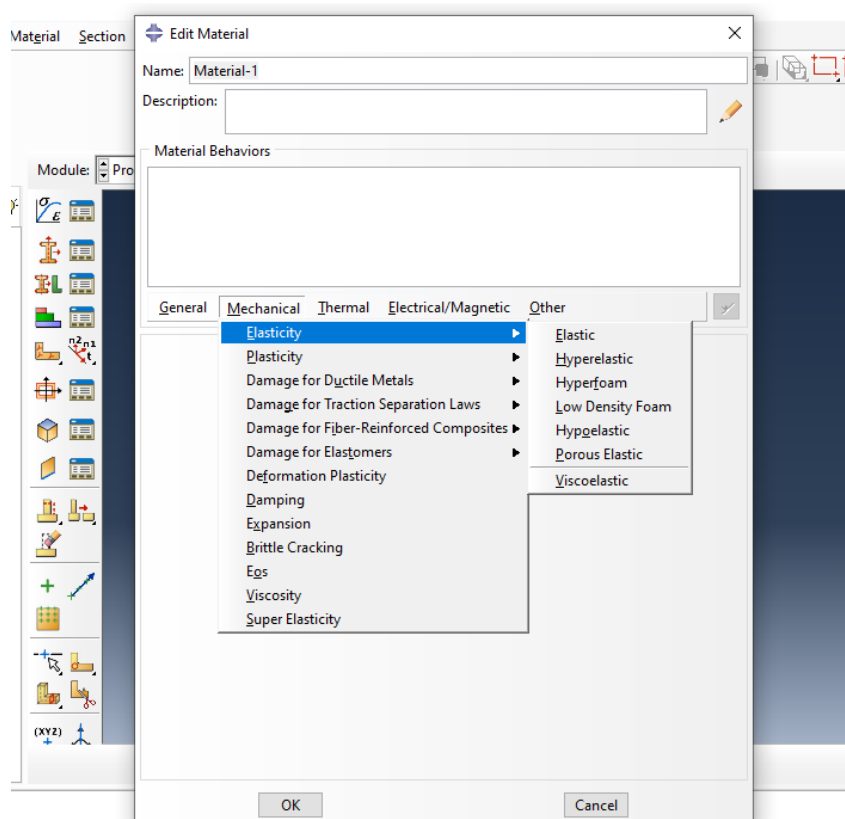 Edit Material
Material Section
Name: Material-1
Description:
Material Behaviors
Module: Pro
General Mechanical Thermal Electrical/Magnetic Other
Elasticity
Plasticity
Damage for Ductile Metals
Damage for Traction Separation Laws
Damage for Fiber-Reinforced Composites
Damage for Elastomers
Deformation Plasticity
Damping
Expansion
Brittle Cracking
Eos
Viscosity
Super Elasticity
Elastic
Hyperelastic
Hyperfoam
Low Density Foam
Hypoelastic
Porous Elastic
Viscoelastic
σ
ε
n2 n1
t
(XYZ)
OK Cancel